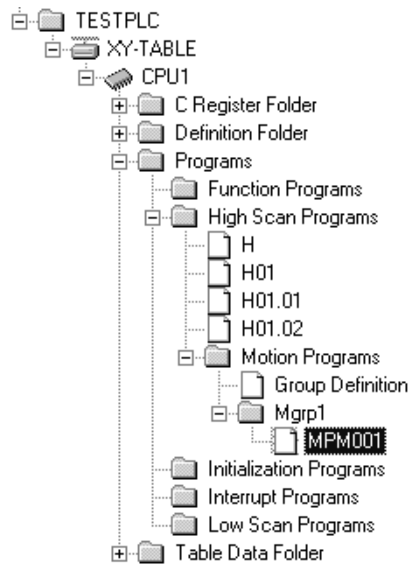 TESTPLC
XY-TABLE
CPU1
C Register Folder
Definition Folder
Programs
Function Programs
High Scan Programs
H
H01
H01.01
H01.02
Motion Programs
Group Definition
Mgrp1
MPM001
Initialization Programs
Interrupt Programs
Low Scan Programs
Table Data Folder